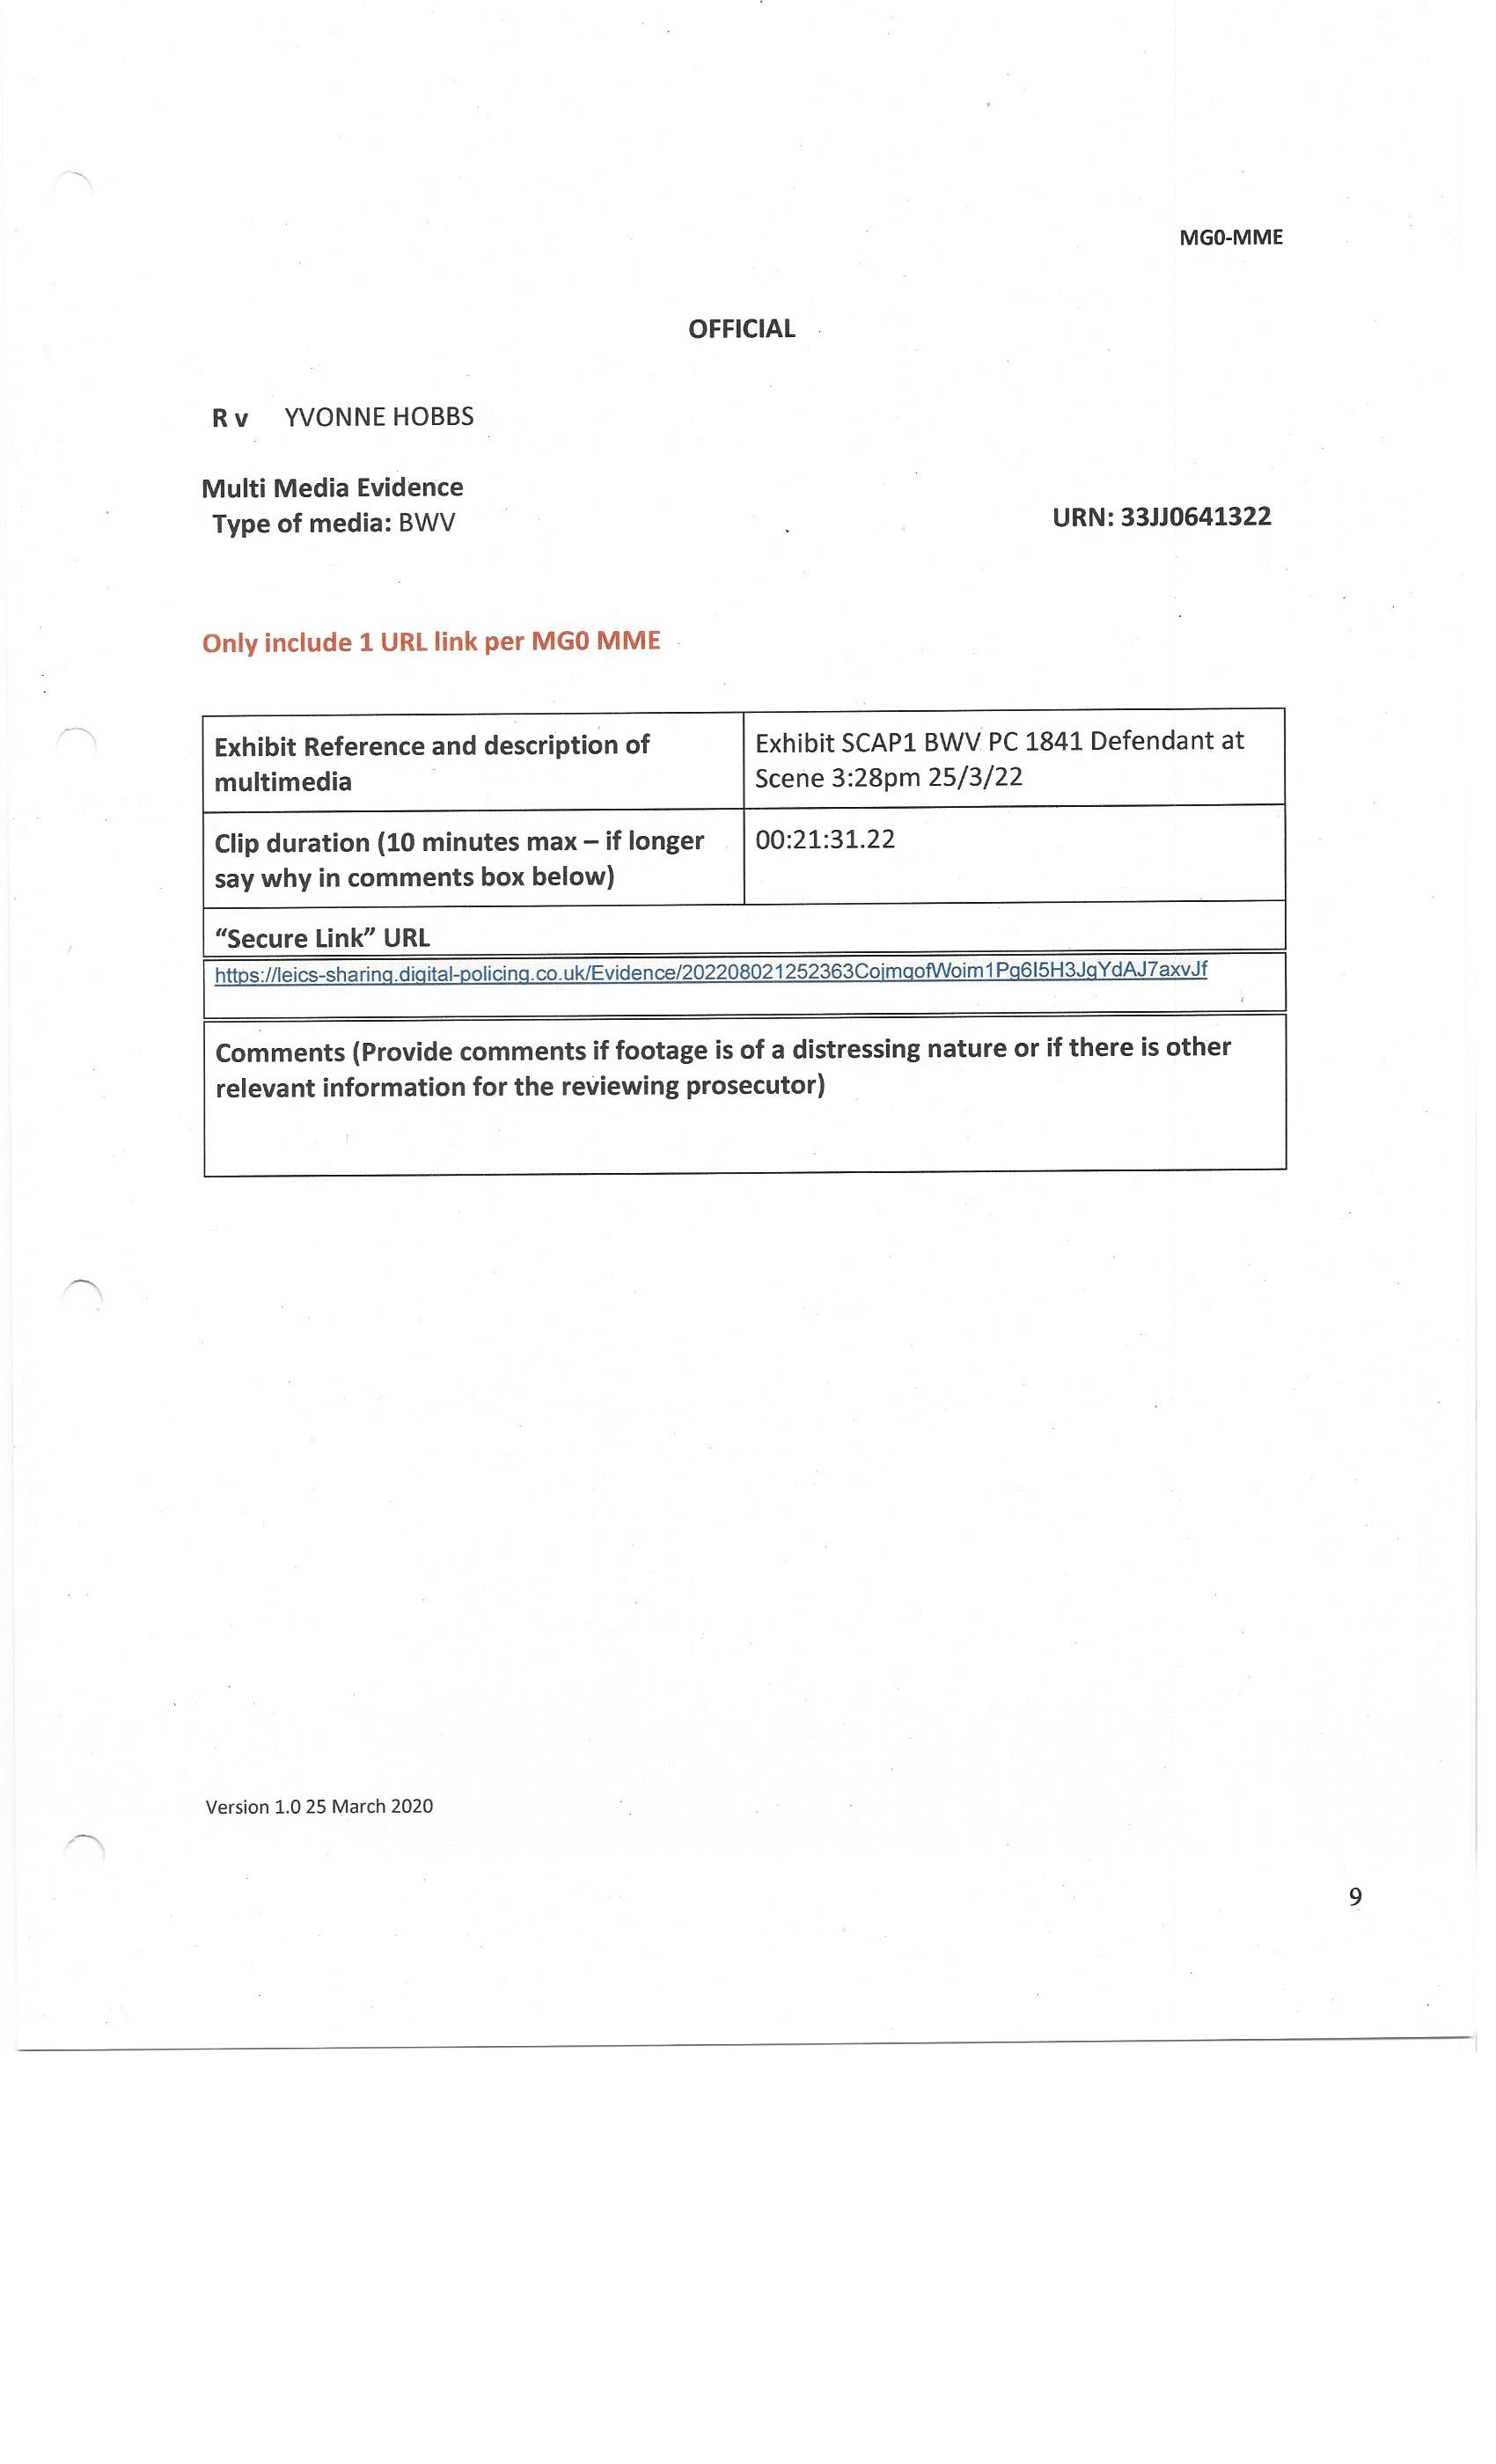 MG0-MME
OFFICIAL
R v YVONNE HOBBS
Multi Media Evidence
Type of media: BWV
URN: 33JJ0641322
Only include 1 URL link per MG0 MME
Exhibit Reference and description of
multimedia
Exhibit SCAP1 BWV PC 1841 Defendant at
Scene 3:28pm 25/3/22
Clip duration (10 minutes max – if longer
say why in comments box below)
00:21:31.22
“Secure Link” URL
https://leics-sharing.digital-policing.co.uk/Evidence/202208021252363CojmqofWoim1Pg6I5H3JgYdAJ7axvJf
Comments (Provide comments if footage is of a distressing nature or if there is other
relevant information for the reviewing prosecutor)
Version 1.0 25 March 2020
9